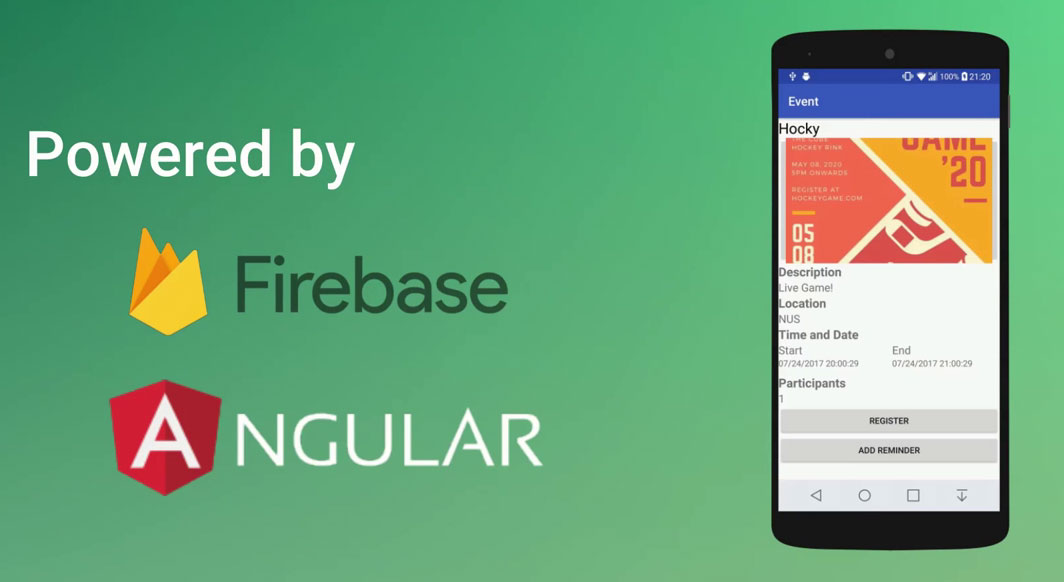 Powered by
Firebase
ANGULAR
100% 21:20
Event
Hocky
HOCKEY RINK
MAY 08, 2020
5PM ONWARDS
REGISTER AT
HOCKEYGAME.COM
05
08
GAME
'20
Description
Live Game!
Location
NUS
Time and Date
Start End
07/24/2017 20:00:29 07/24/2017 21:00:29
Participants
1
REGISTER
ADD REMINDER